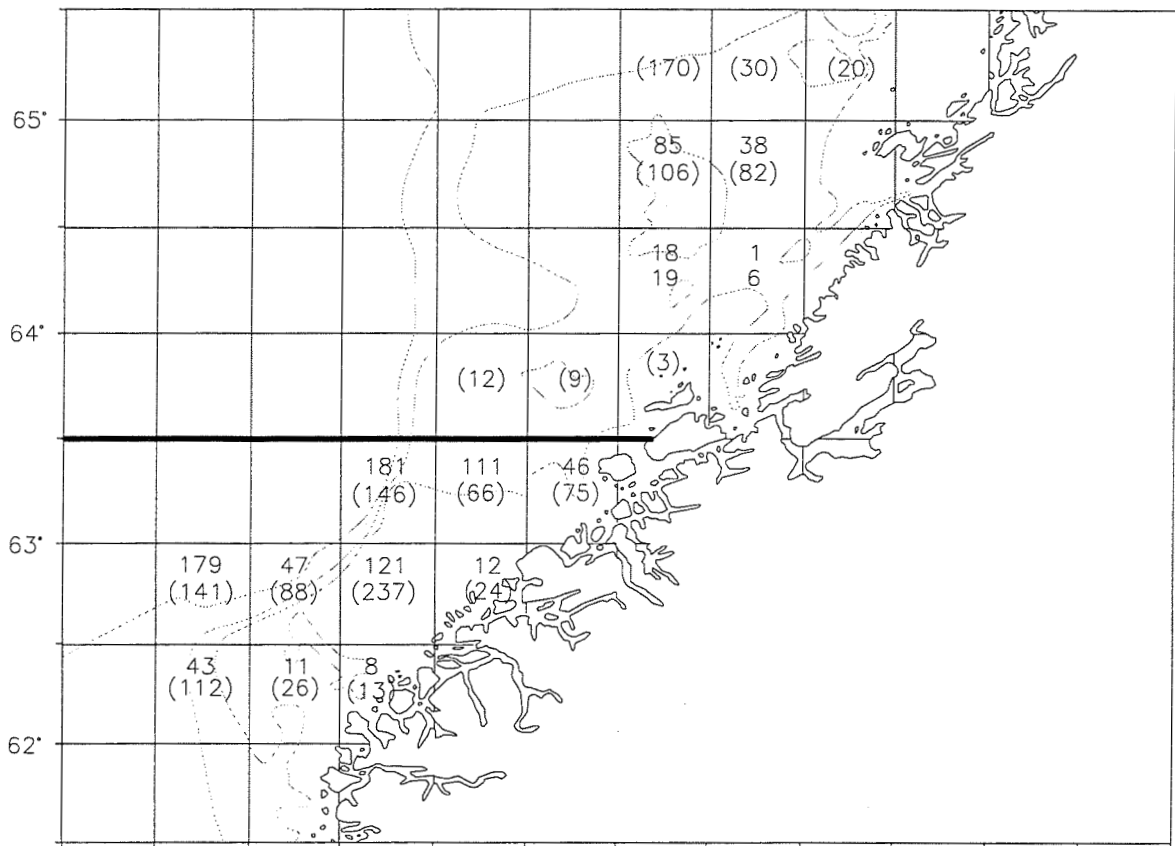 (170) (30) (20)
65°
85 38
(106) (82)
18 1
19 6
64°
(12) (9) (3)
181 111 46
(146) (66) (75)
63°
179 47 121 12
(141) (88) (237) (24)
43 11 8
(112) (26) (13)
62°